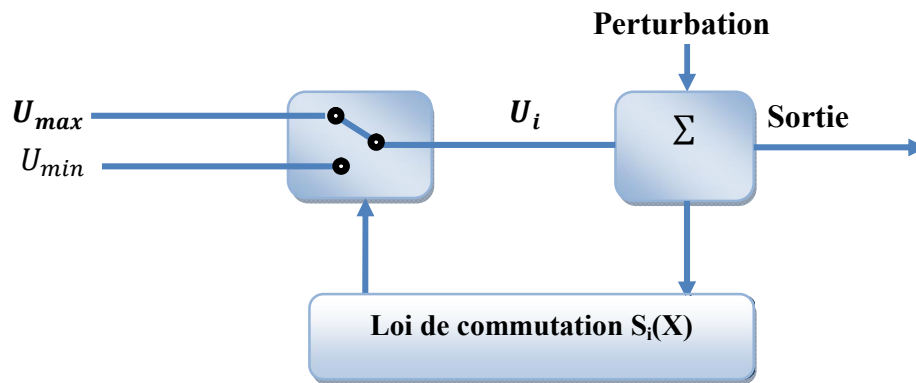 Perturbation
U_max
U_i
Sortie
Σ
U_min
Loi de commutation S_i(X)